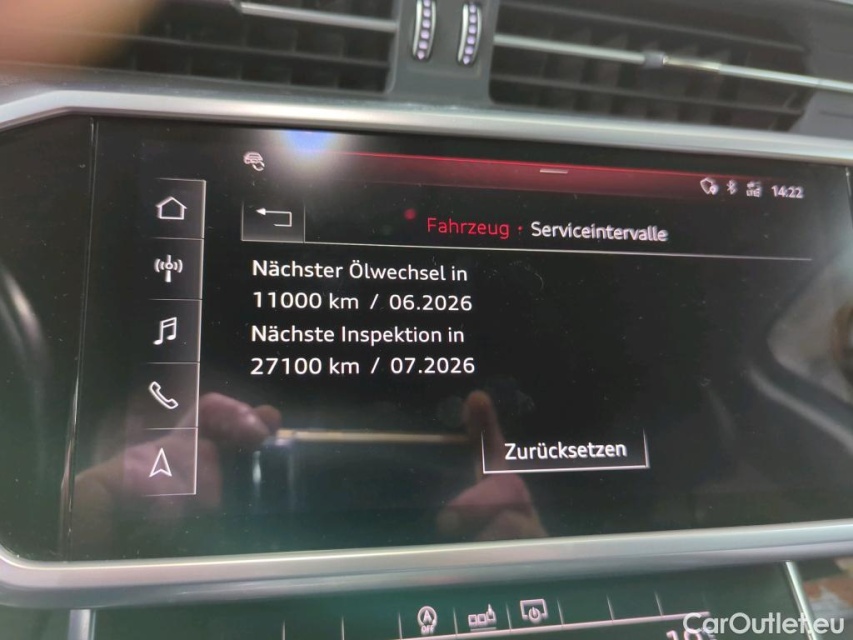 14:22
Fahrzeug · Serviceintervalle
Nächster Ölwechsel in
11000 km / 06.2026
Nächste Inspektion in
27100 km / 07.2026
Zurücksetzen
OFF
CarOutlet.eu